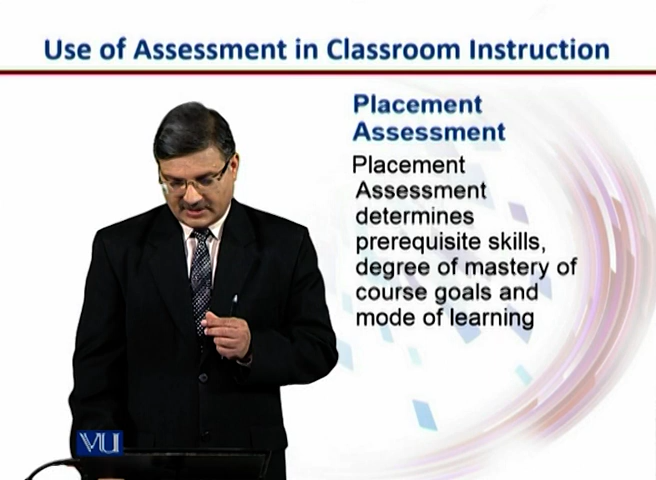 Use of Assessment in Classroom Instruction
Placement
Assessment
Placement
Assessment
determines
prerequisite skills,
degree of mastery of
course goals and
mode of learning
VU